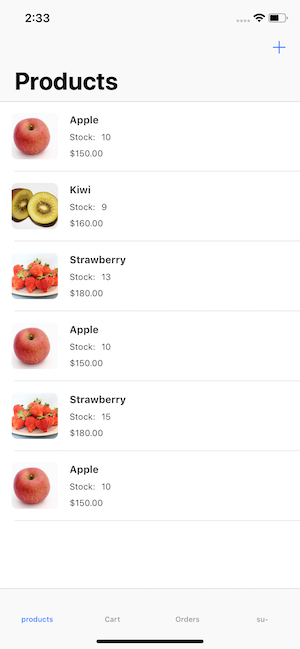 2:33
Products
Apple
Stock: 10
$150.00
Kiwi
Stock: 9
$160.00
Strawberry
Stock: 13
$180.00
Apple
Stock: 10
$150.00
Strawberry
Stock: 15
$180.00
Apple
Stock: 10
$150.00
products Cart Orders su-